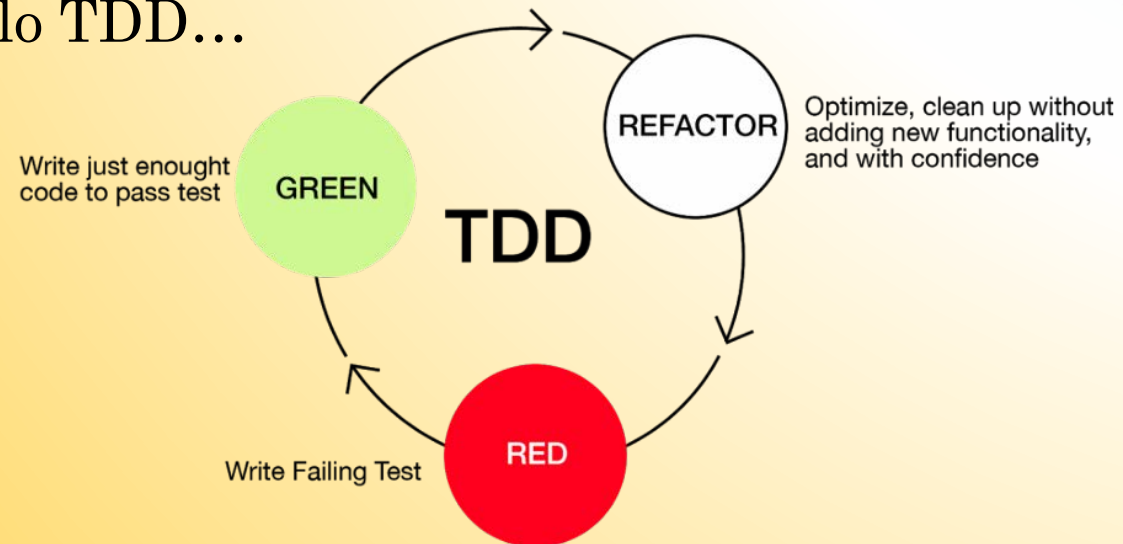 lo TDD...
REFACTOR
Optimize, clean up without
adding new functionality,
and with confidence
Write just enought
code to pass test
GREEN
TDD
RED
Write Failing Test